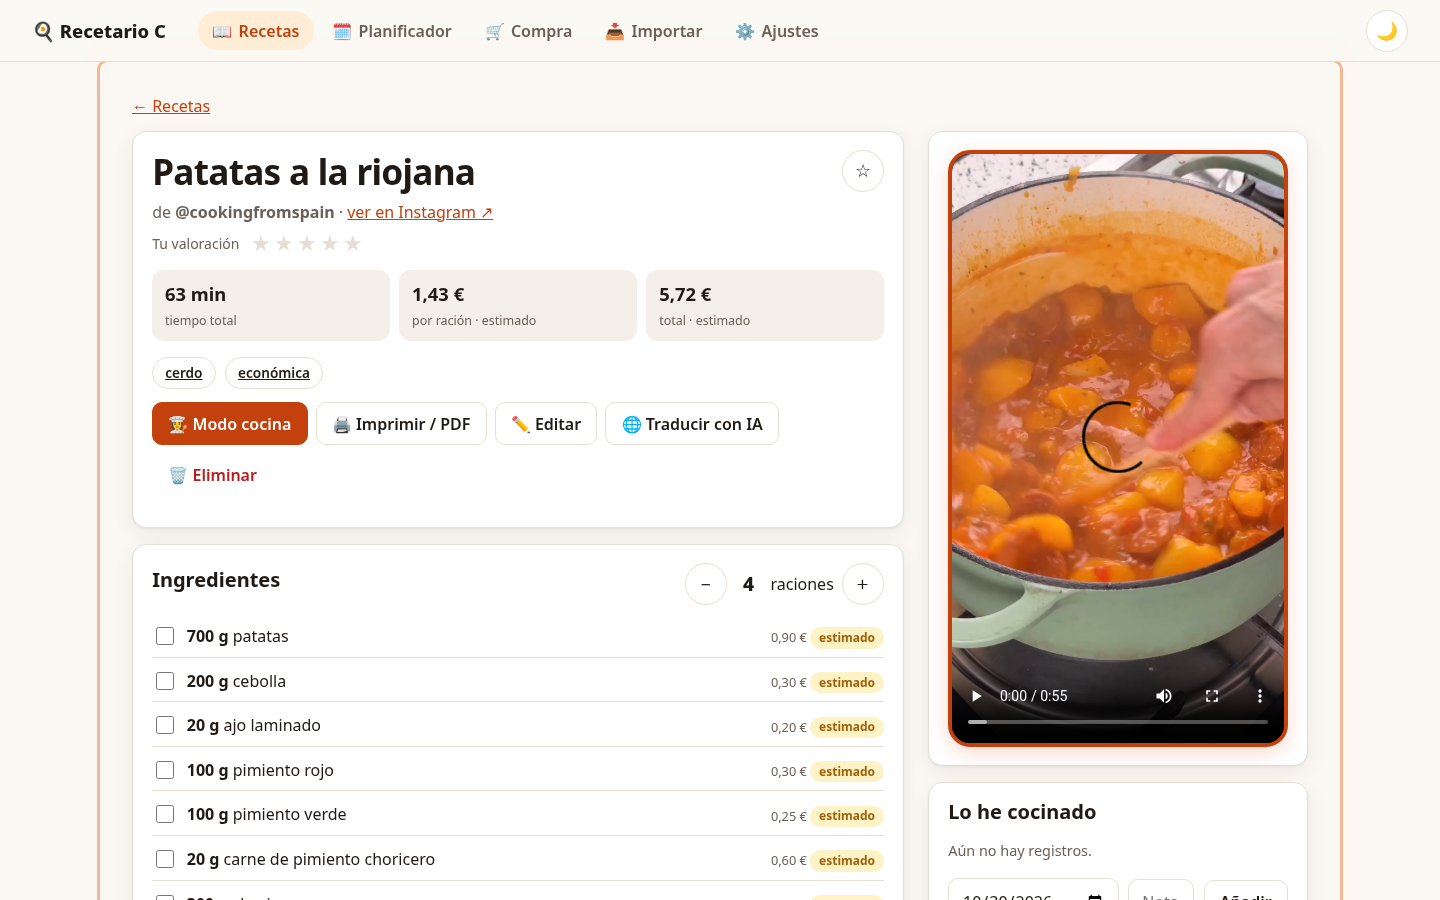 Recetario C
Recetas
Planificador
Compra
Importar
Ajustes
← Recetas
Patatas a la riojana
de @cookingfromspain · ver en Instagram ↗
Tu valoración
63 min
tiempo total
1,43 €
por ración · estimado
5,72 €
total · estimado
cerdo
económica
Modo cocina
Imprimir / PDF
Editar
Traducir con IA
Eliminar
Ingredientes
− 4 raciones +
700 g patatas 0,90 € estimado
200 g cebolla 0,30 € estimado
20 g ajo laminado 0,20 € estimado
100 g pimiento rojo 0,30 € estimado
100 g pimiento verde 0,25 € estimado
20 g carne de pimiento choricero 0,60 € estimado
0:00 / 0:55
Lo he cocinado
Aún no hay registros.
Nota
Añadir